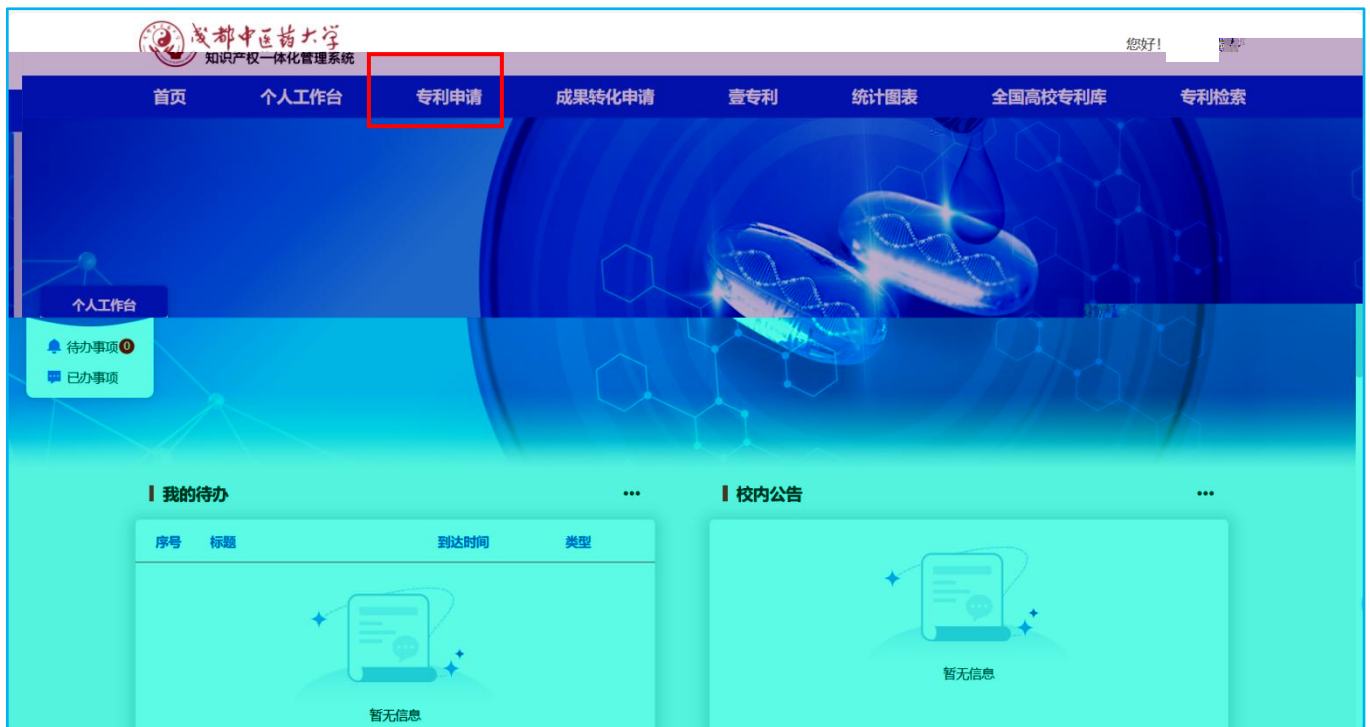 成都中医药大学
知识产权一体化管理系统
您好!
首页 个人工作台 专利申请 成果转化申请 壹专利 统计图表 全国高校专利库 专利检索
个人工作台
待办事项 0
已办事项
我的待办 •••
校内公告 •••
序号 标题 到达时间 类型
暂无信息
暂无信息